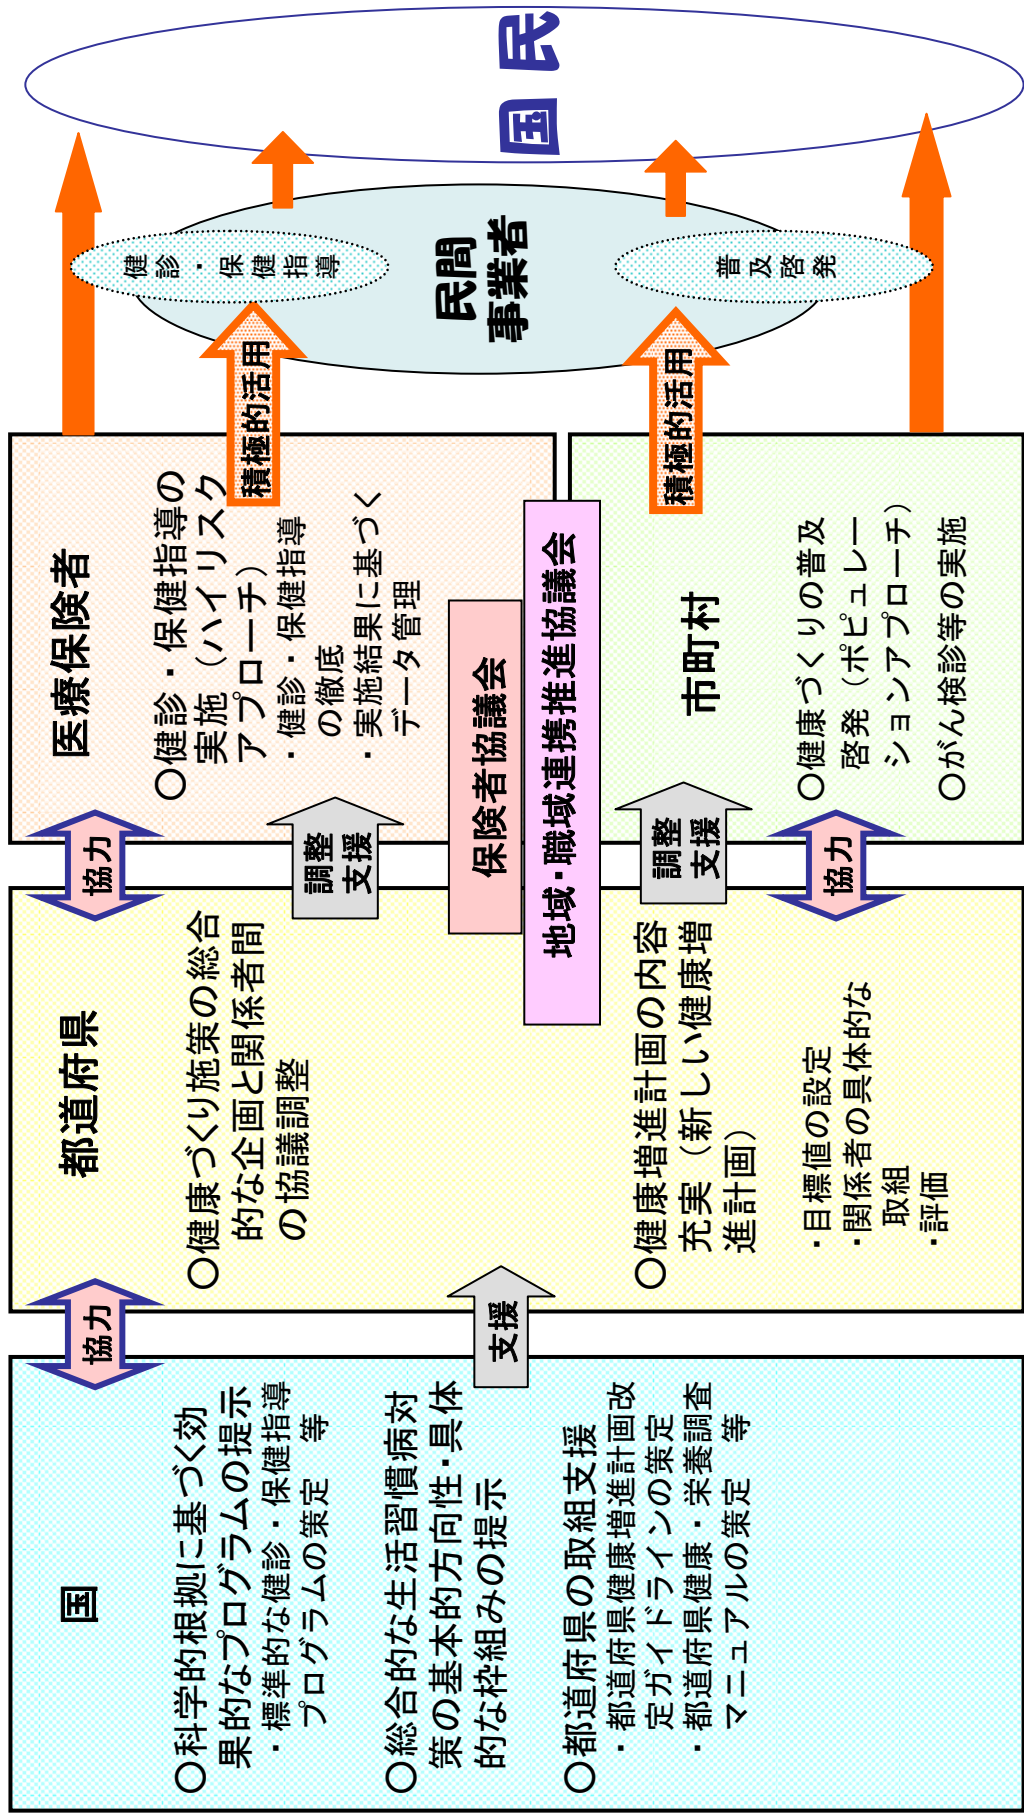 国
○科学的根拠に基づく効
果的なプログラムの提示
・標準的な健診・保健指導
プログラムの策定　等
○総合的な生活習慣病対
策の基本的方向性・具体
的な枠組みの提示
○都道府県の取組支援
・都道府県健康増進計画改
定ガイドラインの策定
・都道府県健康・栄養調査
マニュアルの策定　等
協力
支援
都道府県
○健康づくり施策の総合
的な企画と関係者間
の協議調整
○健康増進計画の内容
充実（新しい健康増
進計画）
・目標値の設定
・関係者の具体的な
取組
・評価
協力
調整
支援
保険者協議会
地域・職域連携推進協議会
調整
支援
協力
医療保険者
○健診・保健指導の
実施（ハイリスク
アプローチ）
・健診・保健指導
の徹底
・実施結果に基づく
データ管理
市町村
○健康づくりの普及
啓発（ポピュレー
ションアプローチ）
○がん検診等の実施
積極的活用
積極的活用
健診・保健指導
民間
事業者
普及啓発
国民